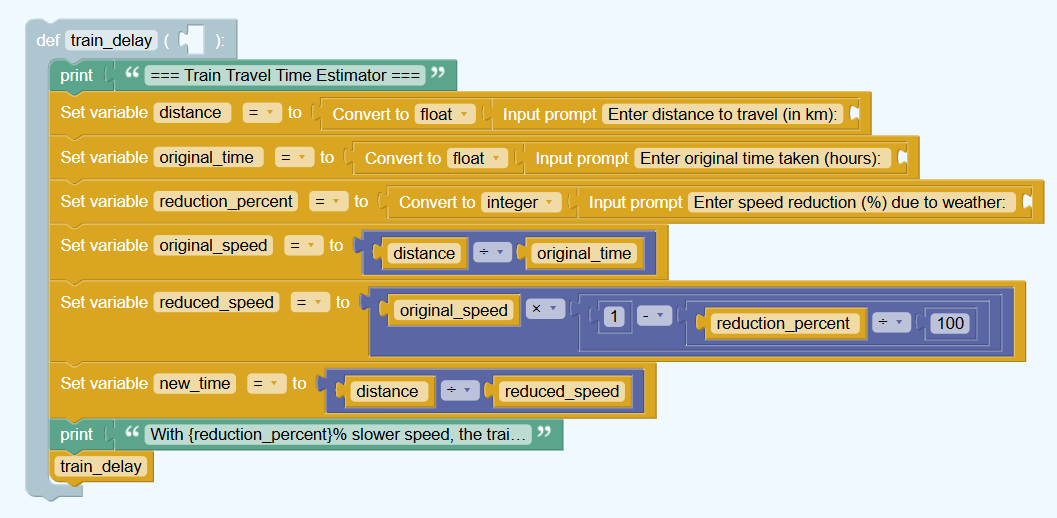 def train_delay ( ):
print “ === Train Travel Time Estimator === ”
Set variable distance = to Convert to float Input prompt Enter distance to travel (in km):
Set variable original_time = to Convert to float Input prompt Enter original time taken (hours):
Set variable reduction_percent = to Convert to integer Input prompt Enter speed reduction (%) due to weather:
Set variable original_speed = to distance ÷ original_time
Set variable reduced_speed = to original_speed × 1 - reduction_percent ÷ 100
Set variable new_time = to distance ÷ reduced_speed
print “ With {reduction_percent}% slower speed, the trai... ”
train_delay